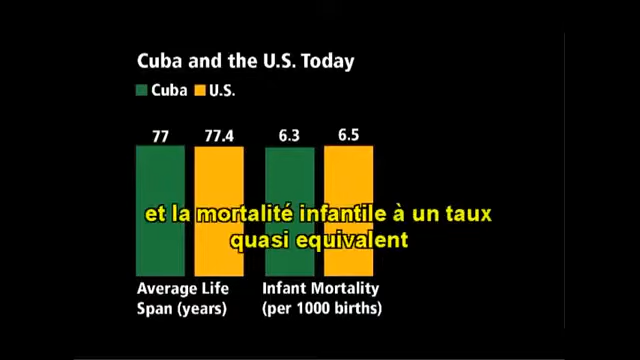 Cuba and the U.S. Today
Cuba U.S.
77 77.4 6.3 6.5
et la mortalité infantile à un taux
quasi equivalent
Average Life Infant Mortality
Span (years) (per 1000 births)